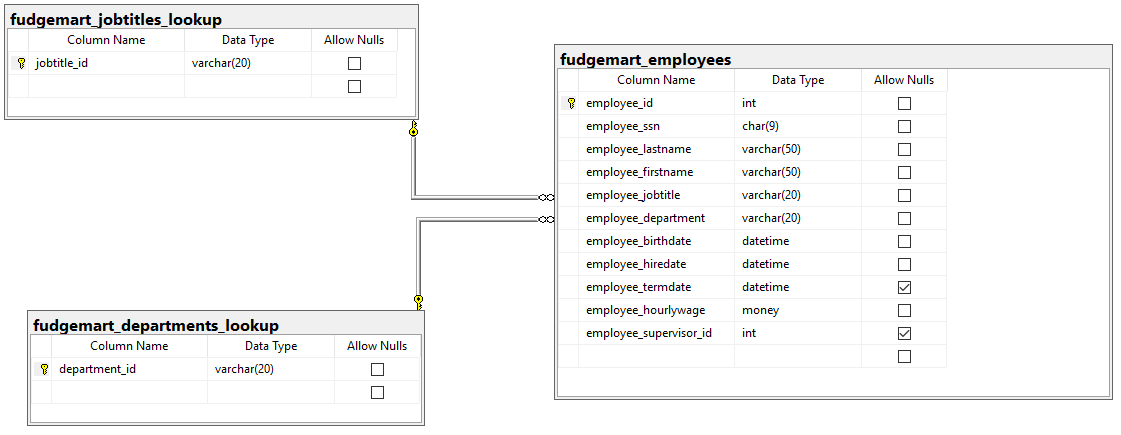 fudgemart_jobtitles_lookup
Column Name Data Type Allow Nulls
jobtitle_id varchar(20)
fudgemart_employees
Column Name Data Type Allow Nulls
employee_id int
employee_ssn char(9)
employee_lastname varchar(50)
employee_firstname varchar(50)
employee_jobtitle varchar(20)
employee_department varchar(20)
employee_birthdate datetime
employee_hiredate datetime
employee_termdate datetime
employee_hourlywage money
employee_supervisor_id int
fudgemart_departments_lookup
Column Name Data Type Allow Nulls
department_id varchar(20)